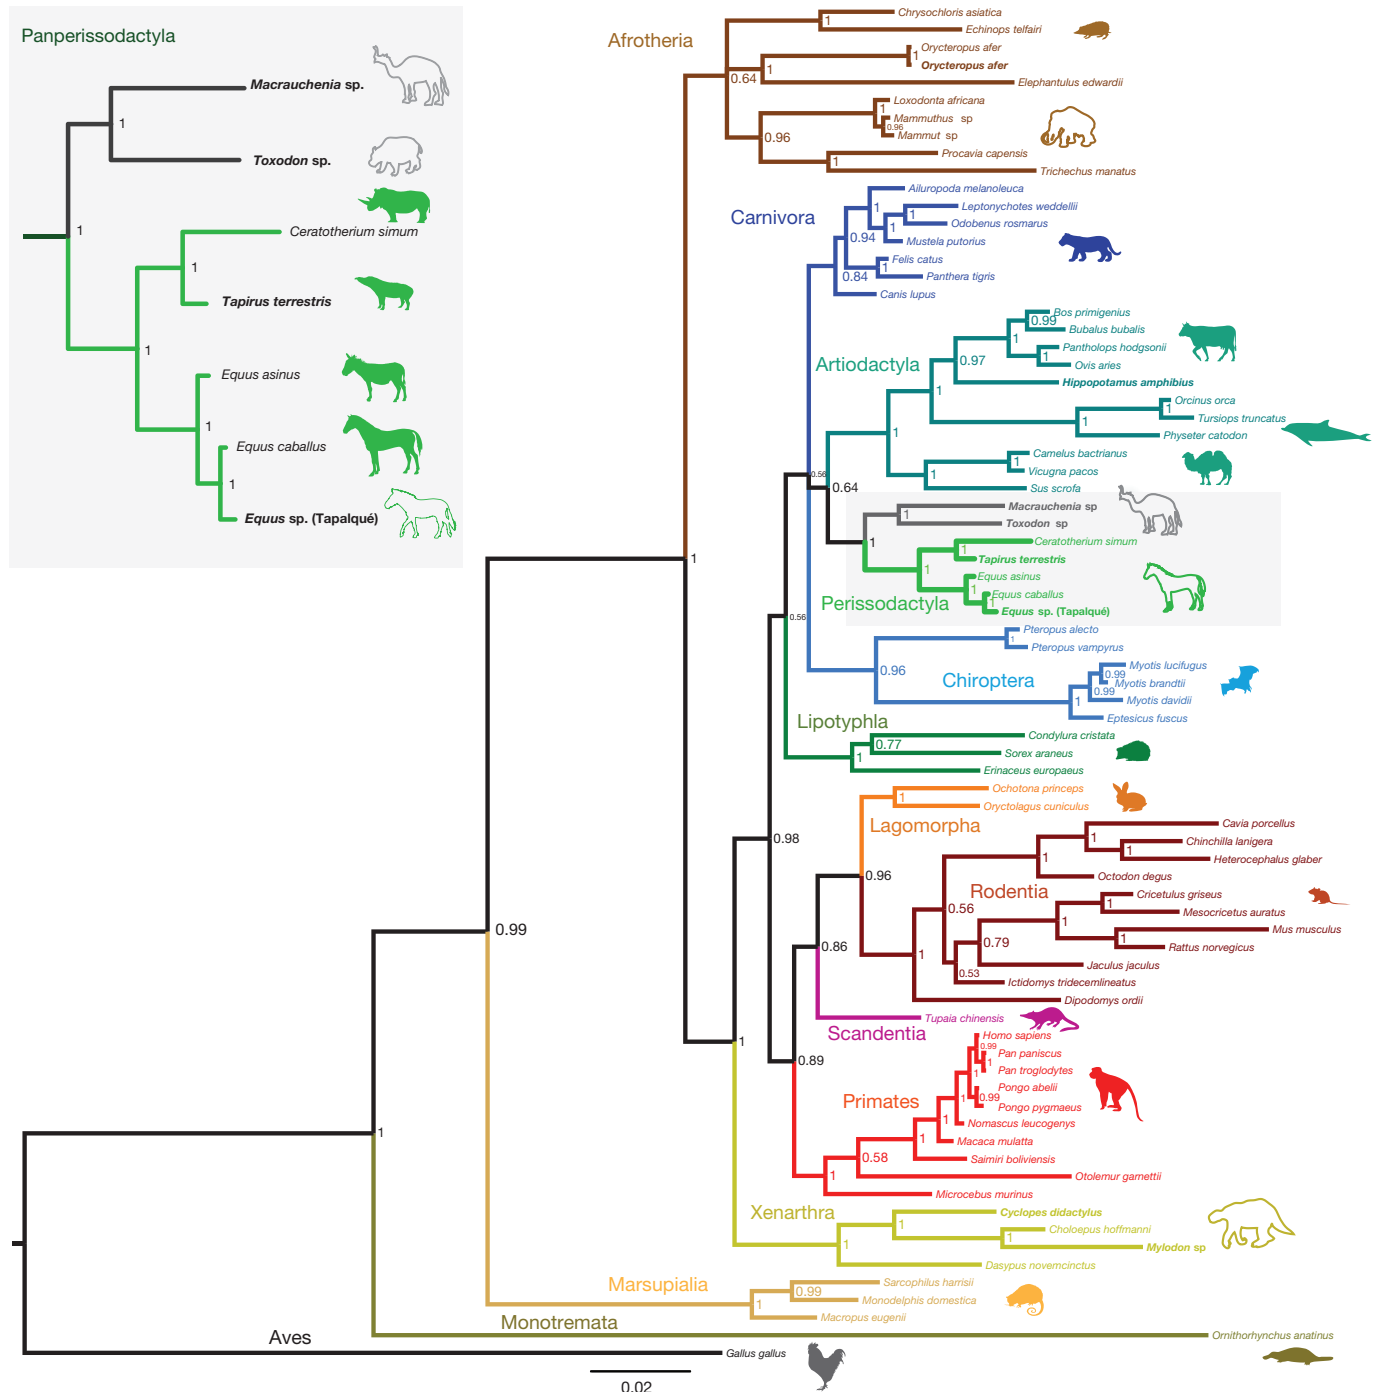 Panperissodactyla
Macrauchenia sp.
1
Toxodon sp.
1
Ceratotherium simum
1
Tapirus terrestris
1
Equus asinus
1
Equus caballus
1
Equus sp. (Tapalqué)
Afrotheria
Chrysochloris asiatica
1
Echinops telfairi
Orycteropus afer
1
Orycteropus afer
1
0.64
Elephantulus edwardii
Loxodonta africana
1
Mammuthus sp
0.96
Mammut sp
0.96
Procavia capensis
1
Trichechus manatus
Carnivora
Ailuropoda melanoleuca
1
Leptonychotes weddellii
1
Odobenus rosmarus
1
0.94
Mustela putorius
Felis catus
1
0.84
Panthera tigris
Canis lupus
Artiodactyla
Bos primigenius
0.99
Bubalus bubalis
1
Pantholops hodgsonii
1
0.97
Ovis aries
Hippopotamus amphibius
1
Orcinus orca
1
Tursiops truncatus
1
Physeter catodon
1
Camelus bactrianus
1
Vicugna pacos
1
Sus scrofa
0.56
0.64
Macrauchenia sp
1
Toxodon sp
1
Ceratotherium simum
1
Tapirus terrestris
1
Equus asinus
1
Equus caballus
1
Equus sp. (Tapalqué)
Perissodactyla
0.56
Pteropus alecto
1
Pteropus vampyrus
0.96
Chiroptera
Myotis lucifugus
0.99
Myotis brandtii
0.99
Myotis davidii
1
Eptesicus fuscus
Lipotyphla
Condylura cristata
0.77
Sorex araneus
1
Erinaceus europaeus
Ochotona princeps
1
Oryctolagus cuniculus
Lagomorpha
0.98
Cavia porcellus
1
Chinchilla lanigera
1
Heterocephalus glaber
1
Octodon degus
0.96
Rodentia
Cricetulus griseus
1
Mesocricetus auratus
0.56
1
Mus musculus
1
Rattus norvegicus
0.79
Jaculus jaculus
0.53
Ictidomys tridecemlineatus
1
Dipodomys ordii
0.86
Tupaia chinensis
Scandentia
0.89
1
1
0.99
Homo sapiens
0.99
Pan paniscus
1
Pan troglodytes
1
Pongo abelii
0.99
Pongo pygmaeus
1
Primates
Nomascus leucogenys
1
Macaca mulatta
1
Saimiri boliviensis
0.58
Otolemur garnettii
1
Microcebus murinus
Xenarthra
Cyclopes didactylus
1
Choloepus hoffmanni
1
Mylodon sp
1
Dasypus novemcinctus
Marsupialia
Sarcophilus harrisii
0.99
Monodelphis domestica
1
Macropus eugenii
1
Monotremata
Ornithorhynchus anatinus
Aves
Gallus gallus
0.02